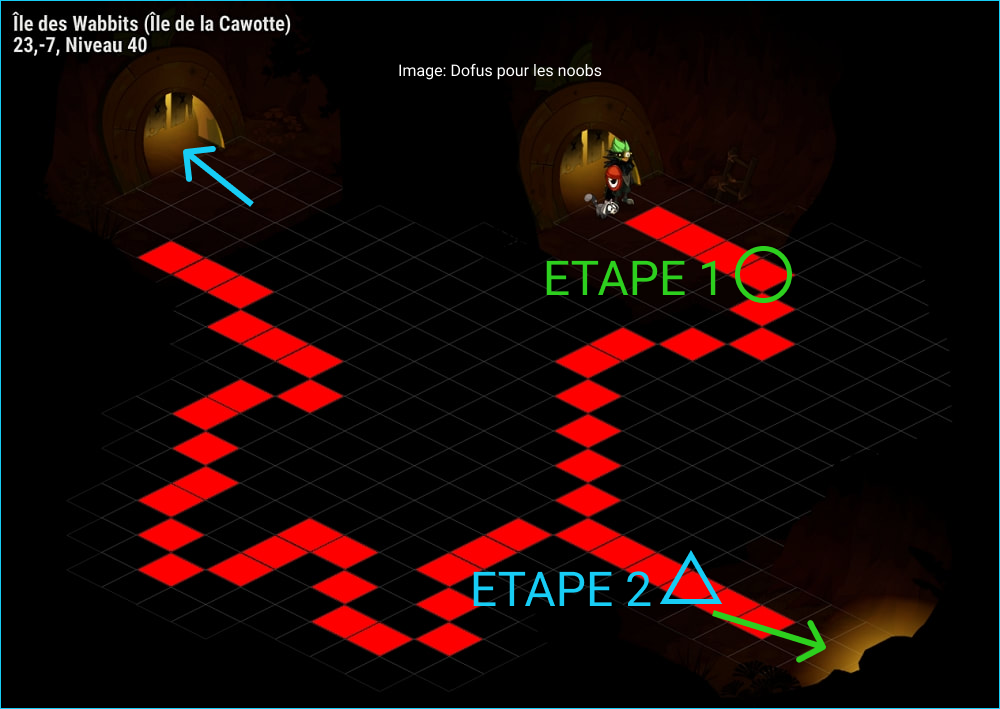 Île des Wabbits (Île de la Cawotte)
23,-7, Niveau 40
Image: Dofus pour les noobs
ETAPE 1
ETAPE 2